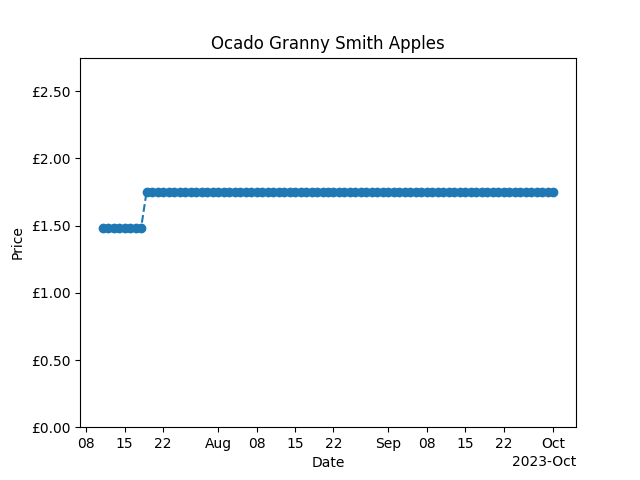 Ocado Granny Smith Apples
£2.50
£2.00
£1.50
£1.00
£0.50
£0.00
Price
08 15 22 Aug 08 15 22 Sep 08 15 22 Oct
Date
2023-Oct